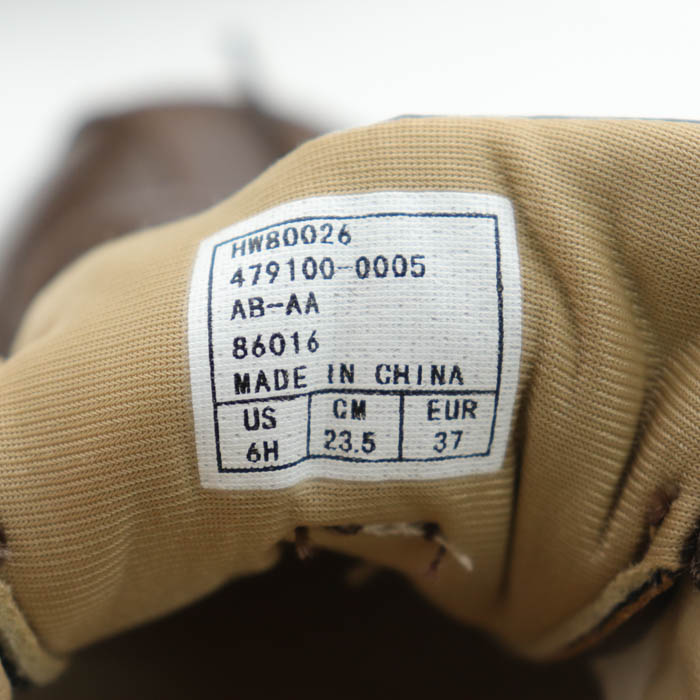 HW80026
479100-0005
AB-AA
86016
MADE IN CHINA
US CM EUR
6H 23.5 37